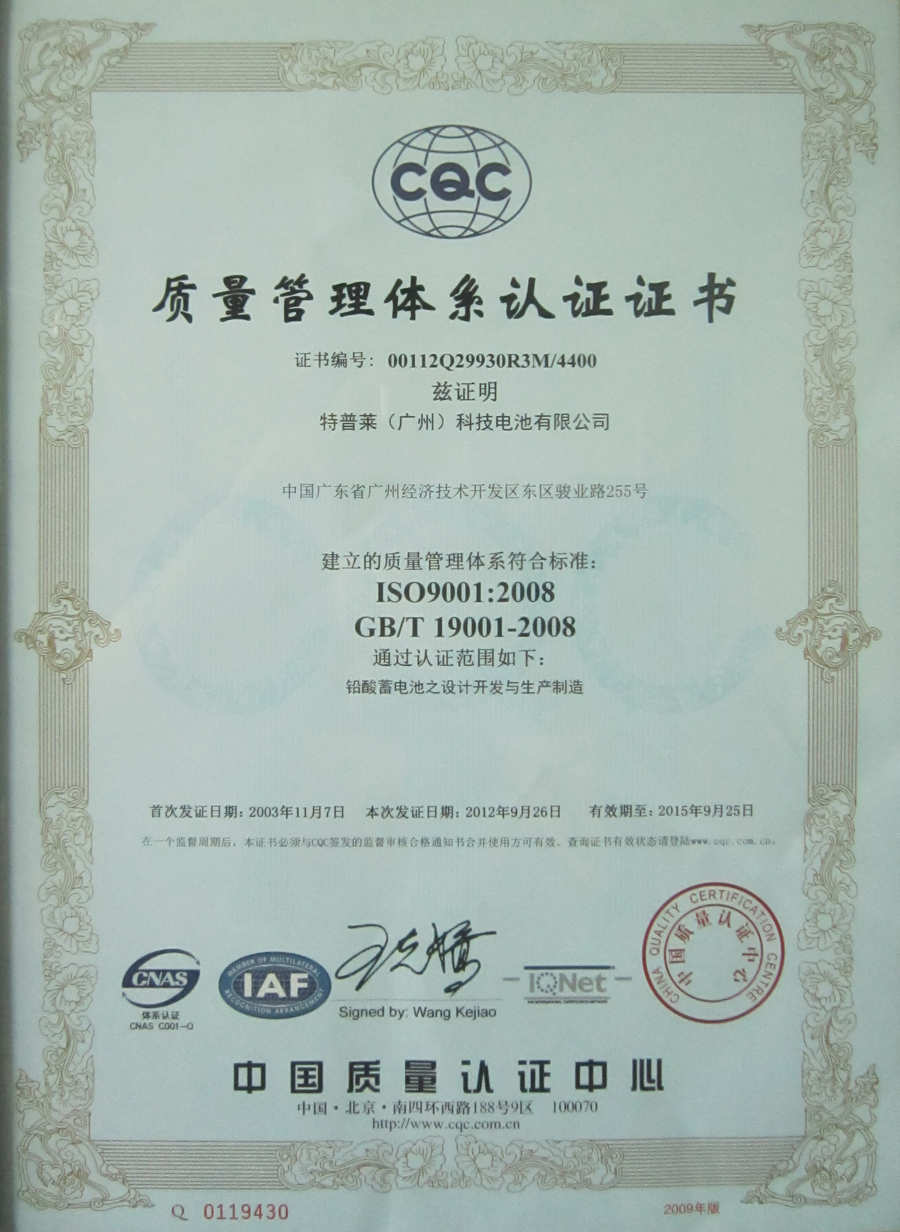 CQC
质量管理体系认证证书
证书编号: 00112Q29930R3M/4400
兹证明
特普莱（广州）科技电池有限公司
中国广东省广州经济技术开发区东区骏业路255号
建立的质量管理体系符合标准:
ISO9001:2008
GB/T 19001-2008
通过认证范围如下:
铅酸蓄电池之设计开发与生产制造
首次发证日期: 2003年11月7日 本次发证日期: 2012年9月26日 有效期至: 2015年9月25日
在一个监督周期后，本证书必须与CQC签发的监督审核合格通知书合并使用方可有效。查询证书有效状态请登陆www.cqc.com.cn。
CNAS
体系认证
CNAS C001-Q
MEMBER OF MULTILATERAL
IAF
RECOGNITION ARRANGEMENT
王克娇
Signed by: Wang Kejiao
IQNet
THE INTERNATIONAL CERTIFICATION NETWORK
CHINA QUALITY CERTIFICATION CENTRE
中国质量认证中心
中国质量认证中心
中国·北京·南四环西路188号9区 100070
http://www.cqc.com.cn
Q 0119430
2009年版